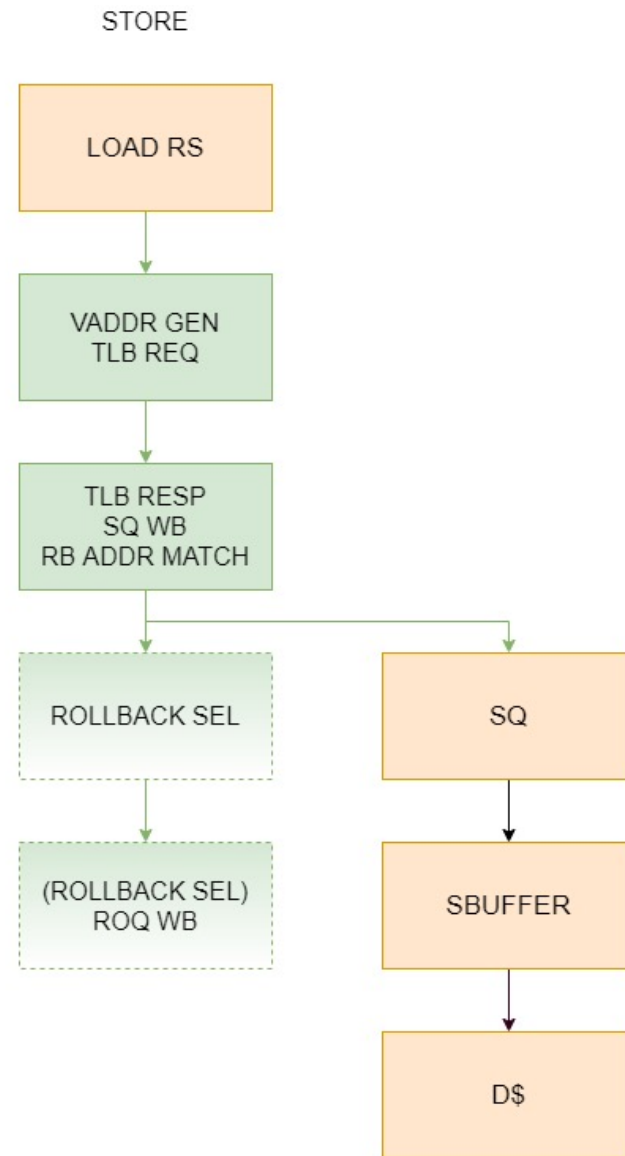 STORE
LOAD RS
VADDR GEN
TLB REQ
TLB RESP
SQ WB
RB ADDR MATCH
ROLLBACK SEL
SQ
(ROLLBACK SEL)
ROQ WB
SBUFFER
D$